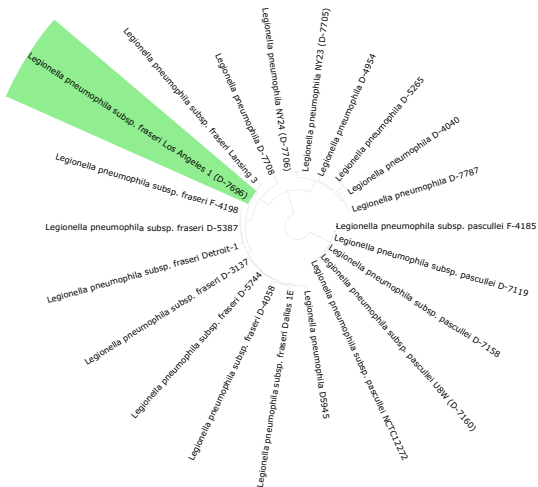 Legionella pneumophila NY24 (D-7706)
Legionella pneumophila NY23 (D-7705)
Legionella pneumophila D-4954
Legionella pneumophila D-5265
Legionella pneumophila D-4040
Legionella pneumophila D-7787
Legionella pneumophila subsp. pascullei F-4185
Legionella pneumophila subsp. pascullei D-7119
Legionella pneumophila subsp. pascullei D-7158
Legionella pneumophila subsp. pascullei U8W (D-7160)
Legionella pneumophila subsp. pascullei NCTC12272
Legionella pneumophila D5945
Legionella pneumophila subsp. fraseri Dallas 1E
Legionella pneumophila subsp. fraseri D-4058
Legionella pneumophila subsp. fraseri D-5744
Legionella pneumophila subsp. fraseri D-3137
Legionella pneumophila subsp. fraseri Detroit-1
Legionella pneumophila subsp. fraseri D-5387
Legionella pneumophila subsp. fraseri F-4198
Legionella pneumophila subsp. fraseri Los Angeles 1 (D-7696)
Legionella pneumophila subsp. fraseri Lansing 3
Legionella pneumophila D-7708